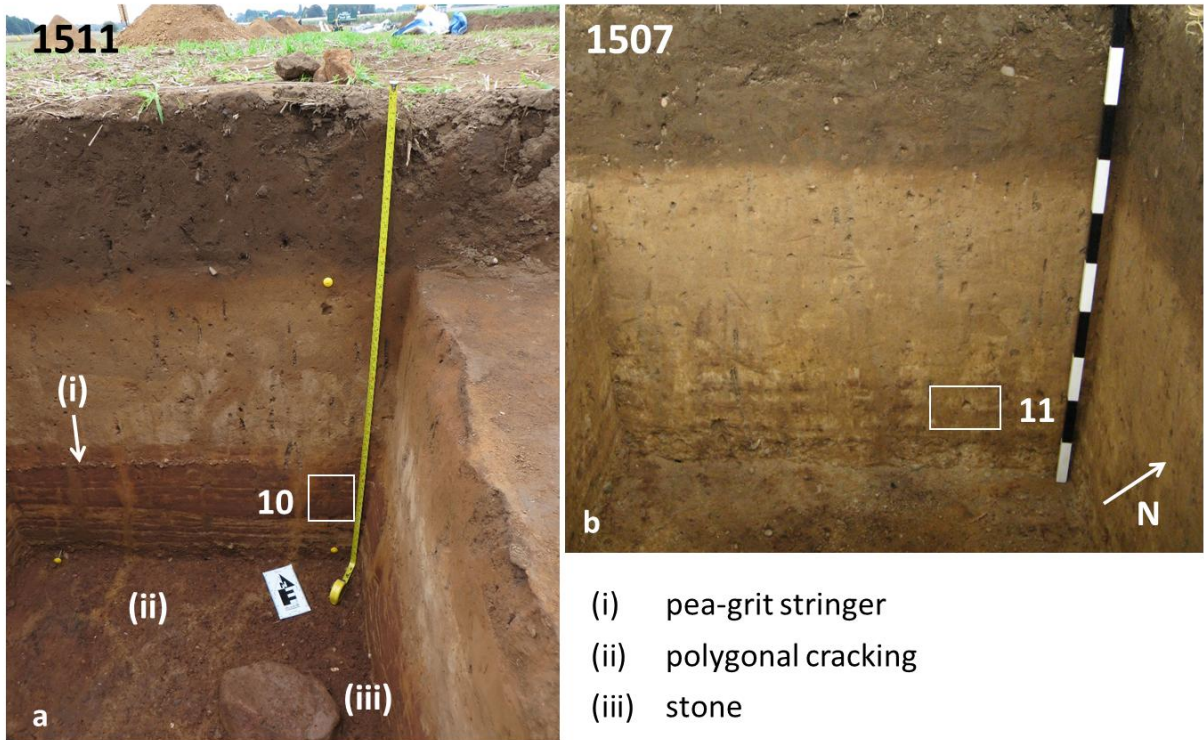 1511
(i)
10
(ii)
(iii)
a
1507
11
N
b
(i) pea-grit stringer
(ii) polygonal cracking
(iii) stone